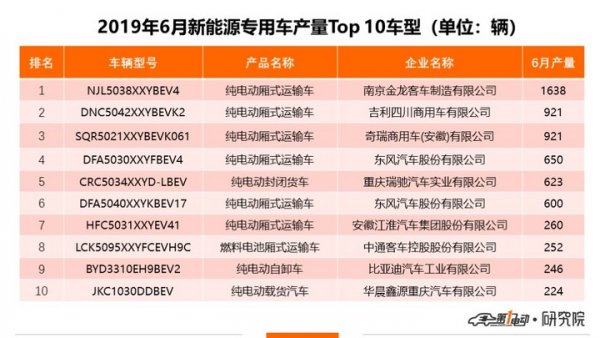 2019年6月新能源专用车产量Top 10车型（单位：辆）
排名 车辆型号 产品名称 企业名称 6月产量
1 NJL5038XXYBEV4 纯电动厢式运输车 南京金龙客车制造有限公司 1638
2 DNC5042XXYBEVK2 纯电动厢式运输车 吉利四川商用车有限公司 921
3 SQR5021XXYBEVK061 纯电动厢式运输车 奇瑞商用车(安徽)有限公司 921
4 DFA5030XXYFBEV4 纯电动厢式运输车 东风汽车股份有限公司 650
5 CRC5034XXYD-LBEV 纯电动封闭货车 重庆瑞驰汽车实业有限公司 623
6 DFA5040XXYKBEV17 纯电动厢式运输车 东风汽车股份有限公司 600
7 HFC5031XXYEV41 纯电动厢式运输车 安徽江淮汽车集团股份有限公司 260
8 LCK5095XXYFCEVH9C 燃料电池厢式运输车 中通客车控股股份有限公司 252
9 BYD3310EH9BEV2 纯电动自卸车 比亚迪汽车工业有限公司 246
10 JKC1030DDBEV 纯电动载货汽车 华晨鑫源重庆汽车有限公司 224
第1电动·研究院